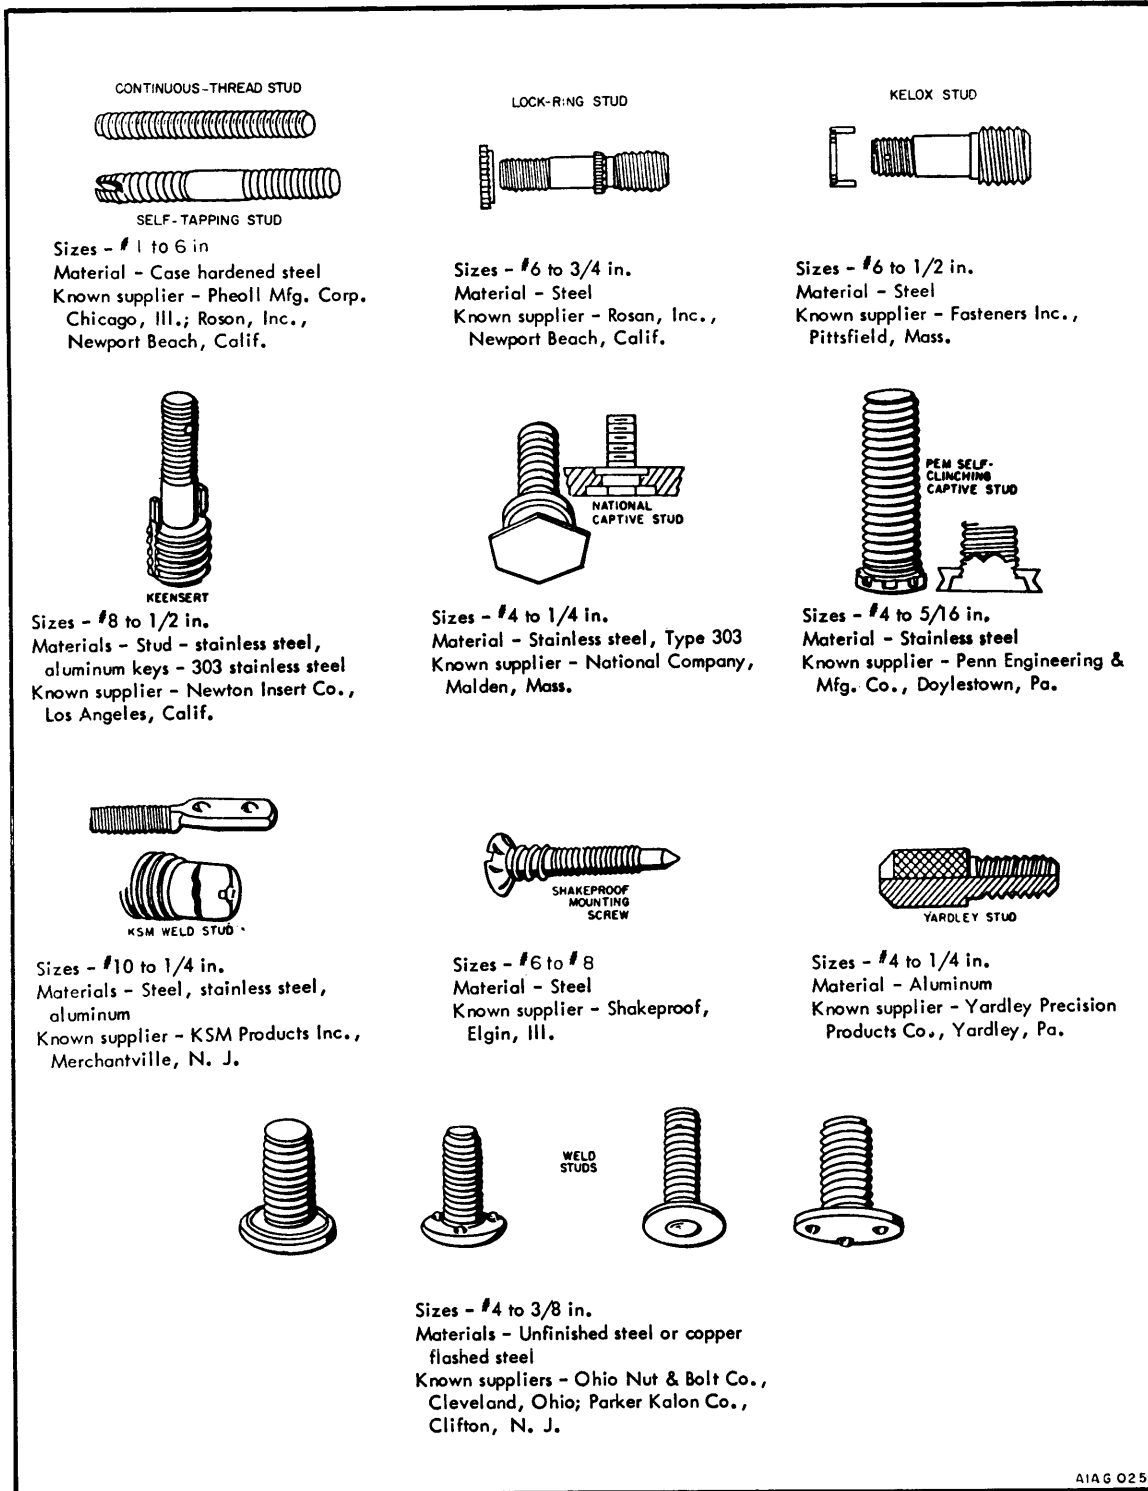 CONTINUOUS-THREAD STUD
SELF-TAPPING STUD
Sizes - #1 to 6 in
Material - Case hardened steel
Known supplier - Pheoll Mfg. Corp.
Chicago, Ill.; Roson, Inc.,
Newport Beach, Calif.
LOCK-RING STUD
Sizes - #6 to 3/4 in.
Material - Steel
Known supplier - Rosan, Inc.,
Newport Beach, Calif.
KELOX STUD
Sizes - #6 to 1/2 in.
Material - Steel
Known supplier - Fasteners Inc.,
Pittsfield, Mass.
KEENSERT
Sizes - #8 to 1/2 in.
Materials - Stud - stainless steel,
aluminum keys - 303 stainless steel
Known supplier - Newton Insert Co.,
Los Angeles, Calif.
NATIONAL
CAPTIVE STUD
Sizes - #4 to 1/4 in.
Material - Stainless steel, Type 303
Known supplier - National Company,
Malden, Mass.
PEM SELF-
CLINCHING
CAPTIVE STUD
Sizes - #4 to 5/16 in.
Material - Stainless steel
Known supplier - Penn Engineering &
Mfg. Co., Doylestown, Pa.
KSM WELD STUD
Sizes - #10 to 1/4 in.
Materials - Steel, stainless steel,
aluminum
Known supplier - KSM Products Inc.,
Merchantville, N. J.
SHAKEPROOF
MOUNTING
SCREW
Sizes - #6 to #8
Material - Steel
Known supplier - Shakeproof,
Elgin, Ill.
YARDLEY STUD
Sizes - #4 to 1/4 in.
Material - Aluminum
Known supplier - Yardley Precision
Products Co., Yardley, Pa.
WELD
STUDS
Sizes - #4 to 3/8 in.
Materials - Unfinished steel or copper
flashed steel
Known suppliers - Ohio Nut & Bolt Co.,
Cleveland, Ohio; Parker Kalon Co.,
Clifton, N. J.
A1AG 025